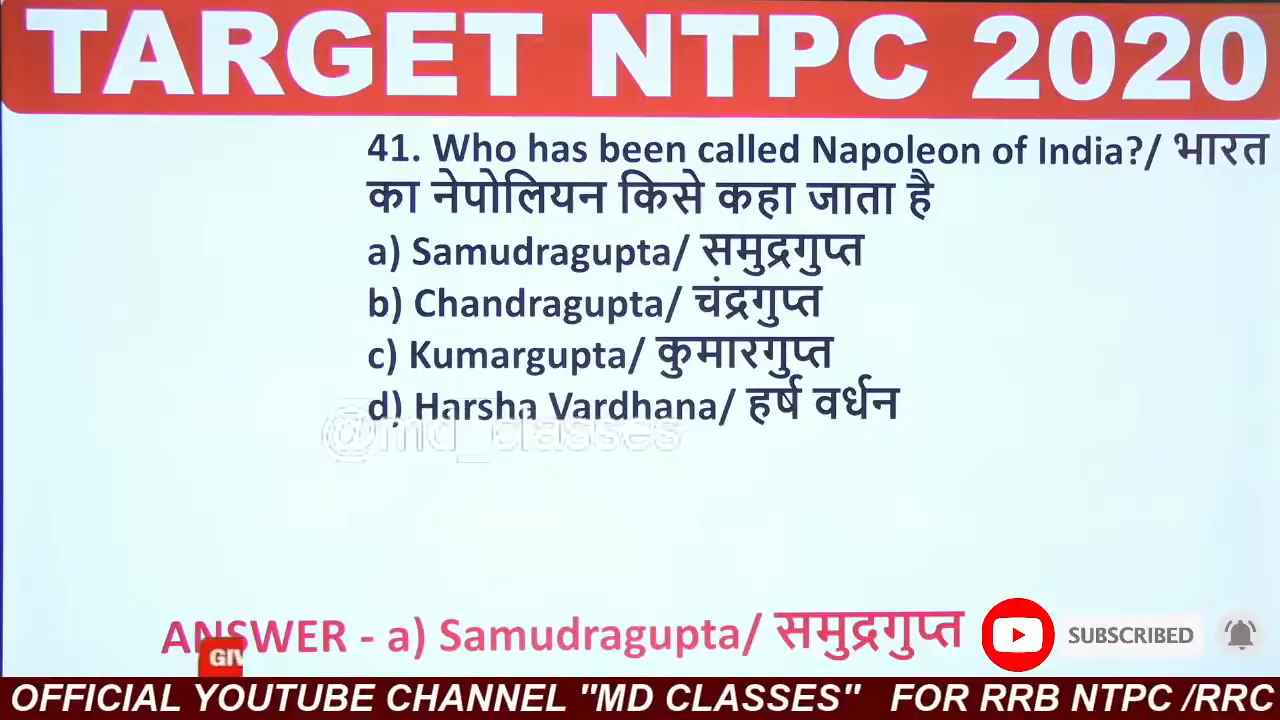 TARGET NTPC 2020
41. Who has been called Napoleon of India?/ भारत
का नेपोलियन किसे कहा जाता है
a) Samudragupta/ समुद्रगुप्त
b) Chandragupta/ चंद्रगुप्त
c) Kumargupta/ कुमारगुप्त
d) Harsha Vardhana/ हर्ष वर्धन
@md_classes
ANSWER - a) Samudragupta/ समुद्रगुप्त
SUBSCRIBED
GIV
OFFICIAL YOUTUBE CHANNEL "MD CLASSES" FOR RRB NTPC /RRC